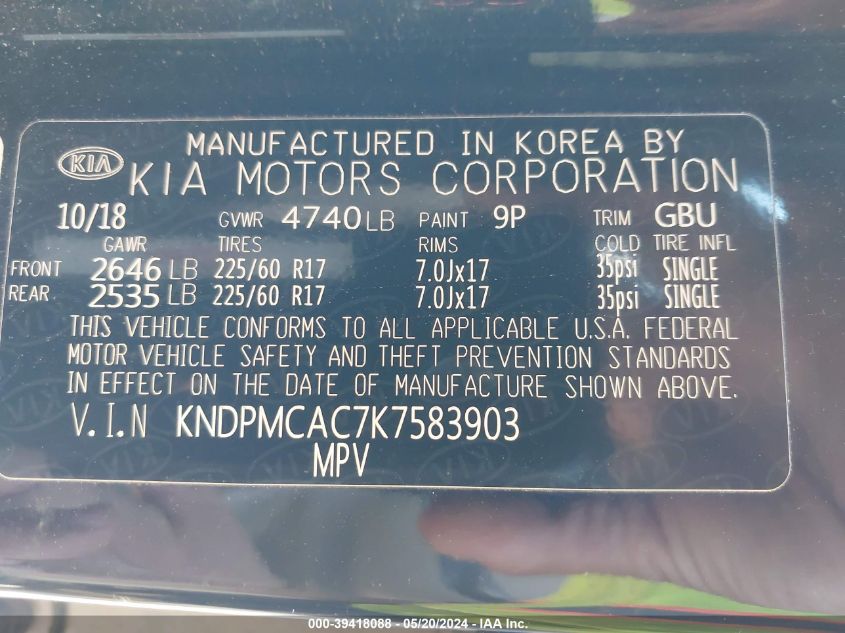 MANUFACTURED IN KOREA BY
KIA KIA MOTORS CORPORATION
10/18 GVWR 4740 LB PAINT 9P TRIM GBU
GAWR TIRES RIMS COLD TIRE INFL
FRONT 2646 LB 225/60 R17 7.0Jx17 35psi SINGLE
REAR 2535 LB 225/60 R17 7.0Jx17 35psi SINGLE
THIS VEHICLE CONFORMS TO ALL APPLICABLE U.S.A. FEDERAL
MOTOR VEHICLE SAFETY AND THEFT PREVENTION STANDARDS
IN EFFECT ON THE DATE OF MANUFACTURE SHOWN ABOVE.
V.I.N KNDPMCAC7K7583903
MPV
000-39418088 - 05/20/2024 - IAA Inc.